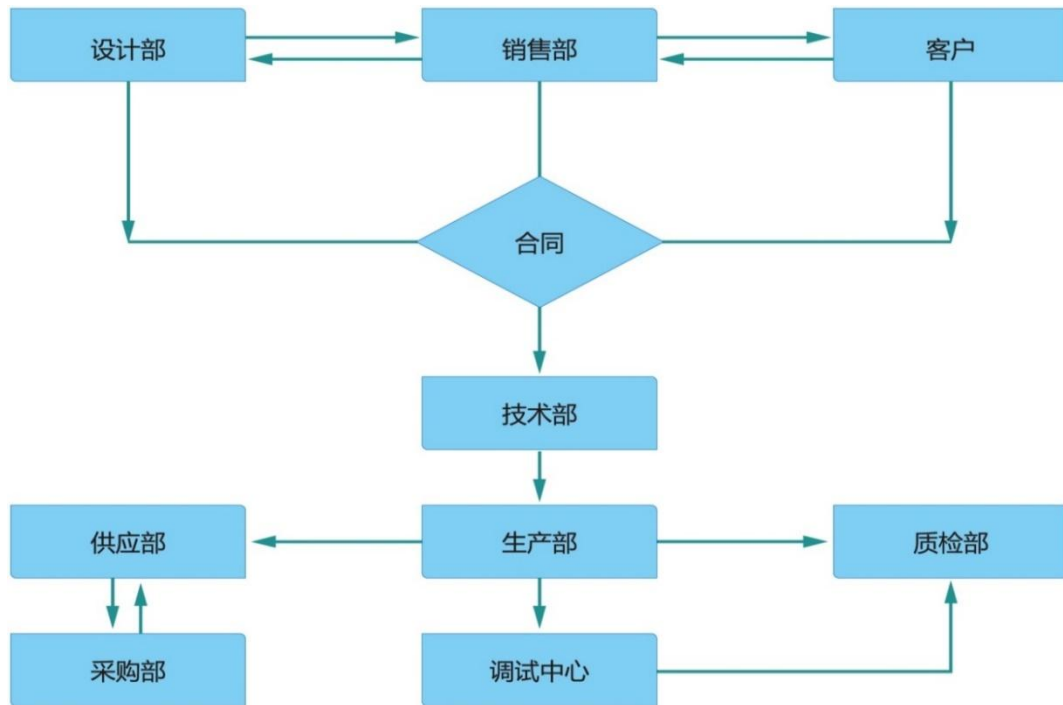 设计部
销售部
客户
合同
技术部
供应部
生产部
质检部
采购部
调试中心